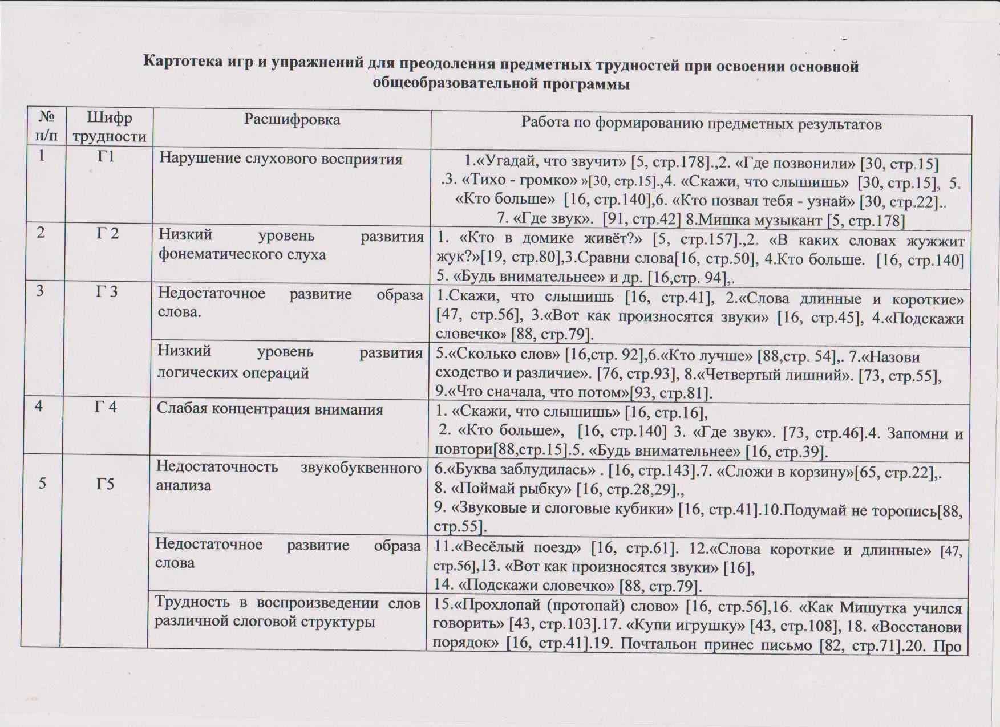 Картотека игр и упражнений для преодоления предметных трудностей при освоении основной
общеобразовательной программы
№ п/п Шифр трудности Расшифровка Работа по формированию предметных результатов
1 Г1 Нарушение слухового восприятия
1.«Угадай, что звучит» [5, стр.178].,2. «Где позвонили» [30, стр.15]
.3. «Тихо - громко» »[30, стр.15].,4. «Скажи, что слышишь» [30, стр.15], 5.
«Кто больше» [16, стр.140],6. «Кто позвал тебя - узнай» [30, стр.22]..
7. «Где звук». [91, стр.42] 8.Мишка музыкант [5, стр.178]
2 Г 2 Низкий уровень развития
фонематического слуха
1. «Кто в домике живёт?» [5, стр.157].,2. «В каких словах жужжит
жук?»[19, стр.80],3.Сравни слова[16, стр.50], 4.Кто больше. [16, стр.140]
5. «Будь внимательнее» и др. [16,стр. 94],.
3 Г 3 Недостаточное развитие образа
слова.
1.Скажи, что слышишь [16, стр.41], 2.«Слова длинные и короткие»
[47, стр.56], 3.«Вот как произносятся звуки» [16, стр.45], 4.«Подскажи
словечко» [88, стр.79].
Низкий уровень развития
логических операций
5.«Сколько слов» [16,стр. 92],6.«Кто лучше» [88,стр. 54],. 7.«Назови
сходство и различие». [76, стр.93], 8.«Четвертый лишний». [73, стр.55],
9.«Что сначала, что потом»[93, стр.81].
4 Г 4 Слабая концентрация внимания
1. «Скажи, что слышишь» [16, стр.16],
2. «Кто больше», [16, стр.140] 3. «Где звук». [73, стр.46].4. Запомни и
повтори[88,стр.15].5. «Будь внимательнее» [16, стр.39].
5 Г5 Недостаточность звукобуквенного
анализа
6.«Буква заблудилась» . [16, стр.143].7. «Сложи в корзину»[65, стр.22],.
8. «Поймай рыбку» [16, стр.28,29].,
9. «Звуковые и слоговые кубики» [16, стр.41].10.Подумай не торопись[88,
стр.55].
Недостаточное развитие образа
слова
11.«Весёлый поезд» [16, стр.61]. 12.«Слова короткие и длинные» [47,
стр.56],13. «Вот как произносятся звуки» [16],
14. «Подскажи словечко» [88, стр.79].
Трудность в воспроизведении слов
различной слоговой структуры
15.«Прохлопай (протопай) слово» [16, стр.56],16. «Как Мишутка учился
говорить» [43, стр.103].17. «Купи игрушку» [43, стр.108], 18. «Восстанови
порядок» [16, стр.41].19. Почтальон принес письмо [82, стр.71].20. Про